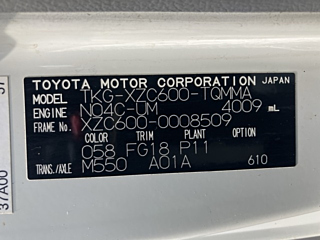 TOYOTA MOTOR CORPORATION JAPAN
MODEL TKG-XZC600-TQMMA
ENGINE N04C-UM 4009 mL
FRAME No. XZC600-0008509
COLOR TRIM PLANT OPTION
058 FG18 P11
TRANS./AXLE M550 A01A 610
37A00